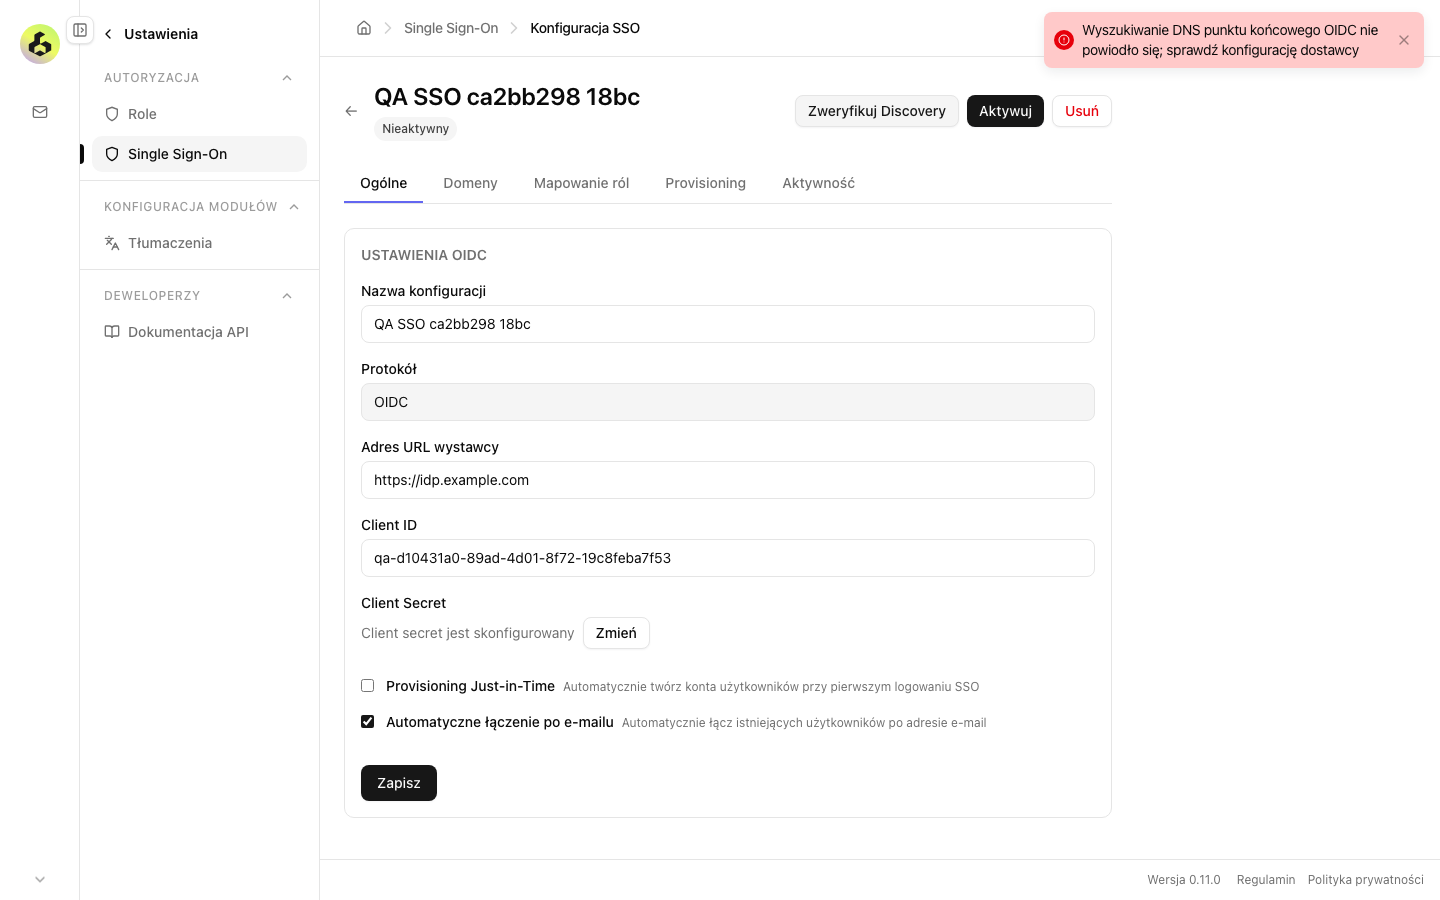 Ustawienia
AUTORYZACJA
Role
Single Sign-On
KONFIGURACJA MODUŁÓW
Tłumaczenia
DEWELOPERZY
Dokumentacja API
Single Sign-On
Konfiguracja SSO
Wyszukiwanie DNS punktu końcowego OIDC nie
powiodło się; sprawdź konfigurację dostawcy
QA SSO ca2bb298 18bc
Nieaktywny
Zweryfikuj Discovery
Aktywuj
Usuń
Ogólne
Domeny
Mapowanie ról
Provisioning
Aktywność
USTAWIENIA OIDC
Nazwa konfiguracji
QA SSO ca2bb298 18bc
Protokół
OIDC
Adres URL wystawcy
https://idp.example.com
Client ID
qa-d10431a0-89ad-4d01-8f72-19c8feba7f53
Client Secret
Client secret jest skonfigurowany
Zmień
Provisioning Just-in-Time Automatycznie twórz konta użytkowników przy pierwszym logowaniu SSO
Automatyczne łączenie po e-mailu Automatycznie łącz istniejących użytkowników po adresie e-mail
Zapisz
Wersja 0.11.0
Regulamin
Polityka prywatności